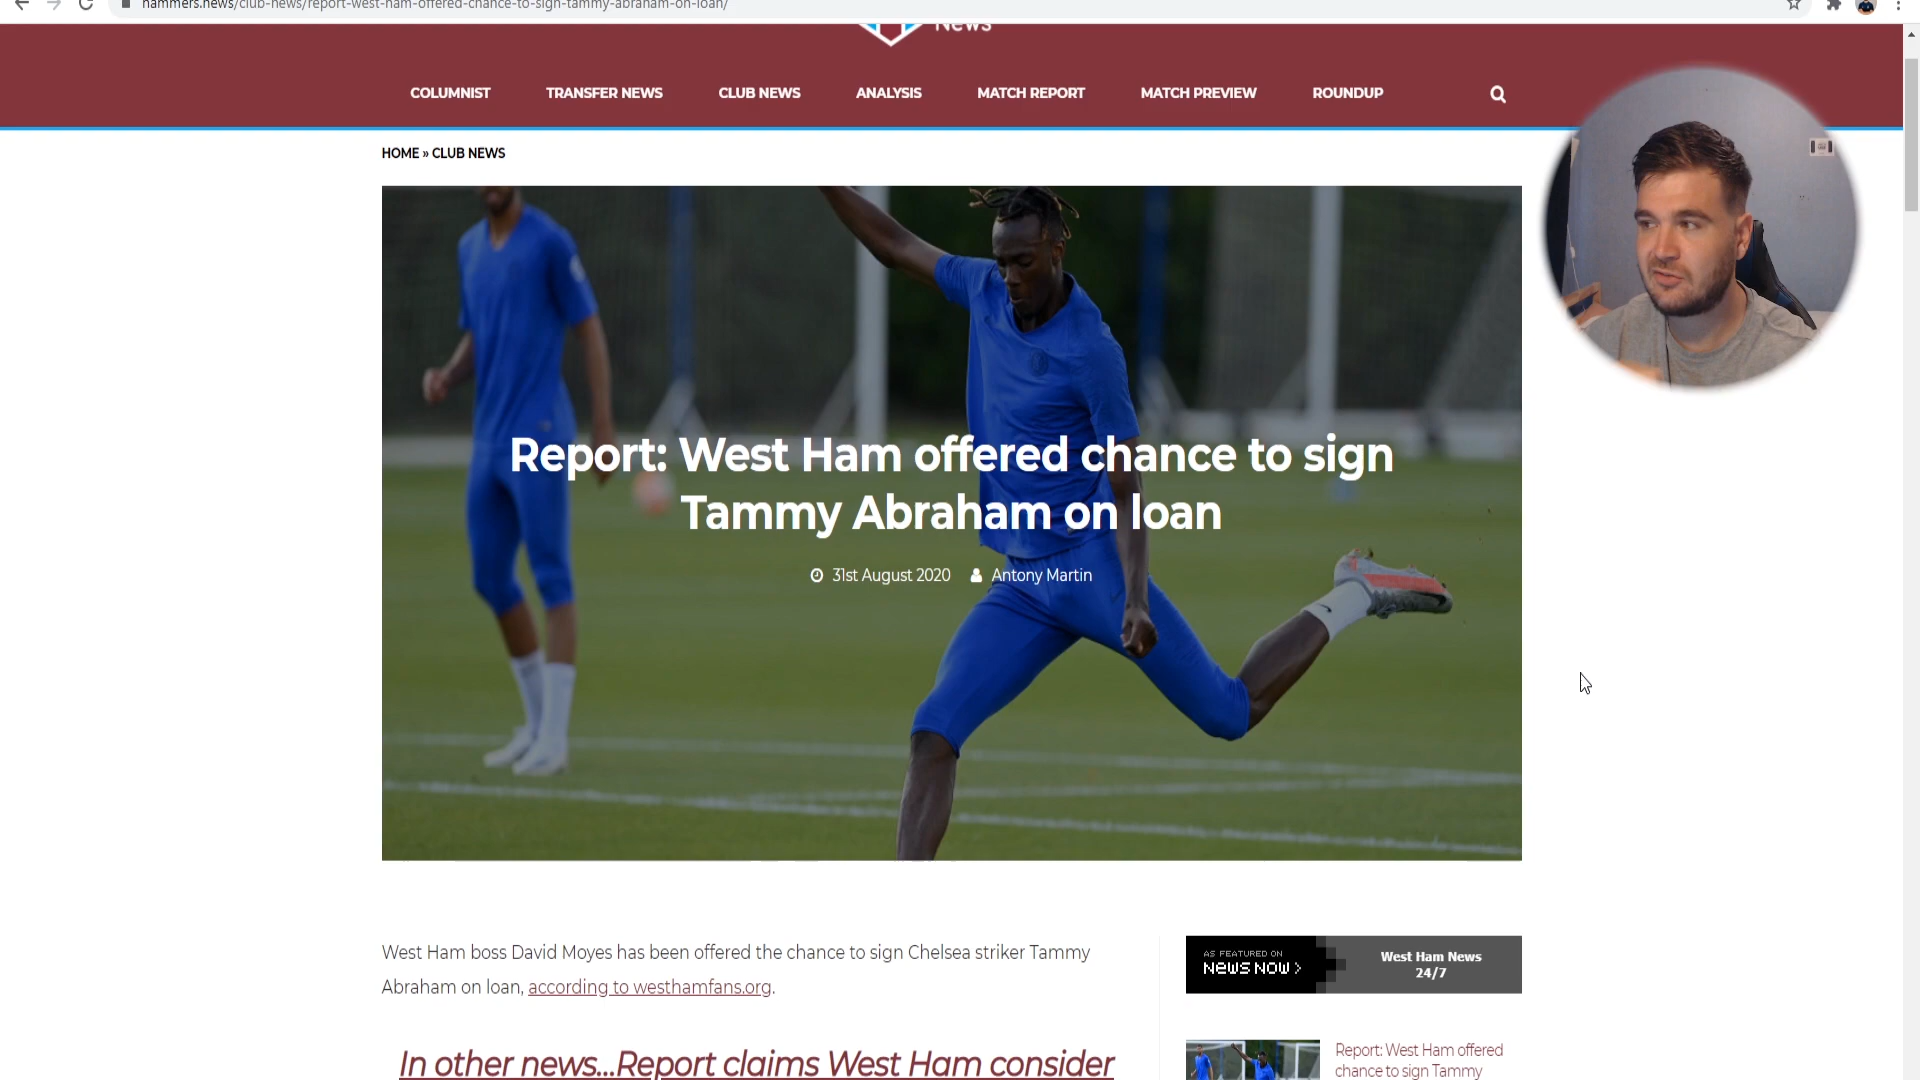 hammers.news/club-news/report-west-ham-offered-chance-to-sign-tammy-abraham-on-loan/
News
COLUMNIST TRANSFER NEWS CLUB NEWS ANALYSIS MATCH REPORT MATCH PREVIEW ROUNDUP
HOME » CLUB NEWS
Report: West Ham offered chance to sign
Tammy Abraham on loan
31st August 2020 Antony Martin
West Ham boss David Moyes has been offered the chance to sign Chelsea striker Tammy
Abraham on loan, according to westhamfans.org.
In other news...Report claims West Ham consider
AS FEATURED ON
NEWS NOW >
West Ham News
24/7
Report: West Ham offered
chance to sign Tammy